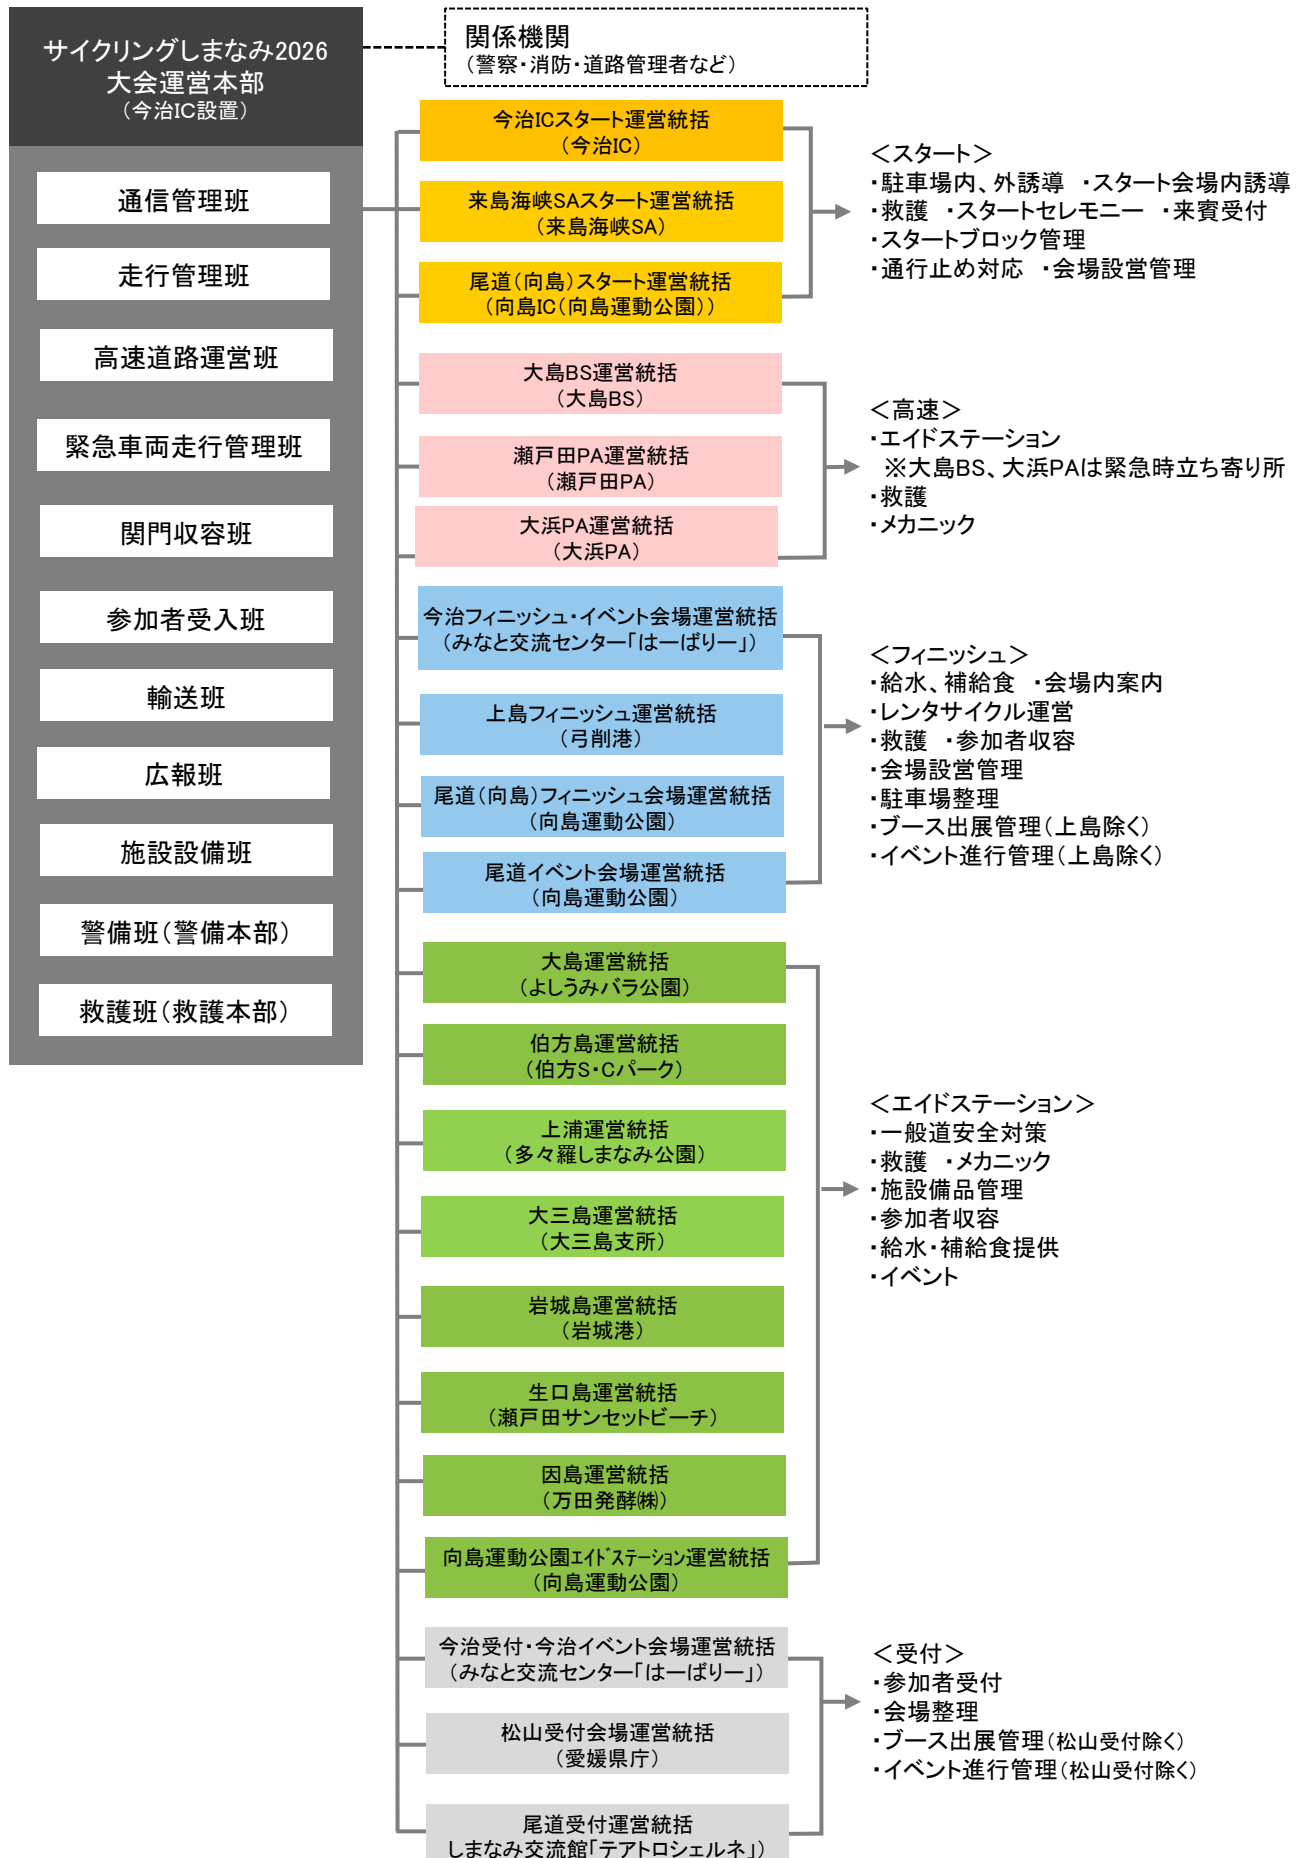 サイクリングしまなみ2026
大会運営本部
（今治IC設置）
関係機関
（警察・消防・道路管理者など）
通信管理班
走行管理班
高速道路運営班
緊急車両走行管理班
関門収容班
参加者受入班
輸送班
広報班
施設設備班
警備班（警備本部）
救護班（救護本部）
今治ICスタート運営統括
（今治IC）
来島海峡SAスタート運営統括
（来島海峡SA）
尾道（向島）スタート運営統括
（向島IC（向島運動公園））
＜スタート＞
・駐車場内、外誘導　・スタート会場内誘導
・救護　・スタートセレモニー　・来賓受付
・スタートブロック管理
・通行止め対応　・会場設営管理
大島BS運営統括
（大島BS）
瀬戸田PA運営統括
（瀬戸田PA）
大浜PA運営統括
（大浜PA）
＜高速＞
・エイドステーション
※大島BS、大浜PAは緊急時立ち寄り所
・救護
・メカニック
今治フィニッシュ・イベント会場運営統括
（みなと交流センター「はーばりー」）
上島フィニッシュ運営統括
（弓削港）
尾道（向島）フィニッシュ会場運営統括
（向島運動公園）
尾道イベント会場運営統括
（向島運動公園）
＜フィニッシュ＞
・給水、補給食　・会場内案内
・レンタサイクル運営
・救護　・参加者収容
・会場設営管理
・駐車場整理
・ブース出展管理（上島除く）
・イベント進行管理（上島除く）
大島運営統括
（よしうみバラ公園）
伯方島運営統括
（伯方S・Cパーク）
上浦運営統括
（多々羅しまなみ公園）
大三島運営統括
（大三島支所）
岩城島運営統括
（岩城港）
生口島運営統括
（瀬戸田サンセットビーチ）
因島運営統括
（万田発酵㈱）
向島運動公園ｴｲﾄﾞｽﾃｰｼｮﾝ運営統括
（向島運動公園）
＜エイドステーション＞
・一般道安全対策
・救護　・メカニック
・施設備品管理
・参加者収容
・給水・補給食提供
・イベント
今治受付・今治イベント会場運営統括
（みなと交流センター「はーばりー」）
松山受付会場運営統括
（愛媛県庁）
尾道受付運営統括
しまなみ交流館「テアトロシェルネ」）
＜受付＞
・参加者受付
・会場整理
・ブース出展管理（松山受付除く）
・イベント進行管理（松山受付除く）